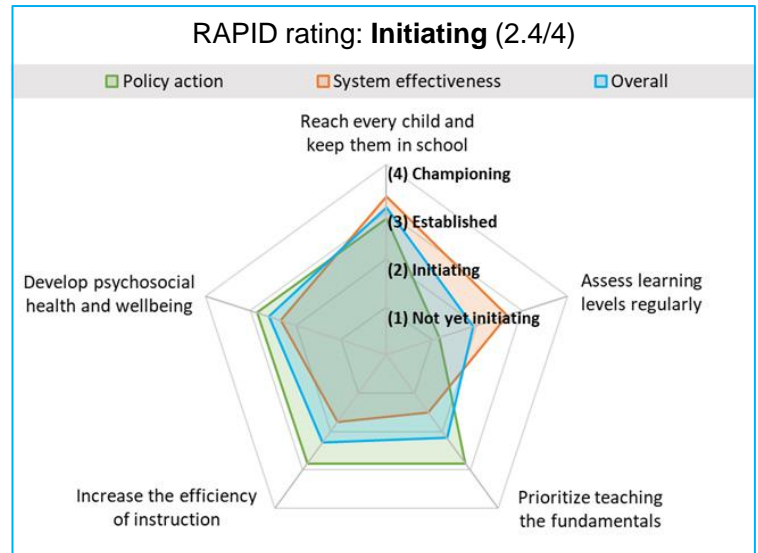 RAPID rating: Initiating (2.4/4)
Policy action System effectiveness Overall
Reach every child and
keep them in school
(4) Championing
(3) Established
(2) Initiating
(1) Not yet initiating
Develop psychosocial
health and wellbeing
Assess learning
levels regularly
Increase the efficiency
of instruction
Prioritize teaching
the fundamentals